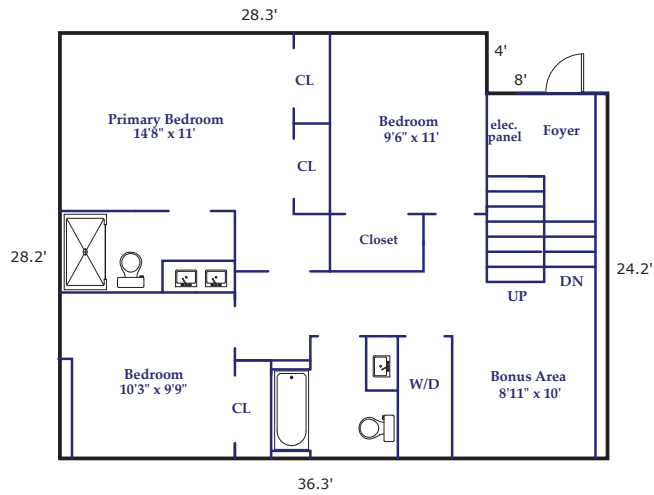 28.3'
4'
8'
CL
Primary Bedroom
14'8" x 11'
Bedroom
9'6" x 11'
elec.
panel
Foyer
CL
Closet
28.2'
24.2'
UP
DN
Bedroom
10'3" x 9'9"
CL
W/D
Bonus Area
8'11" x 10'
36.3'